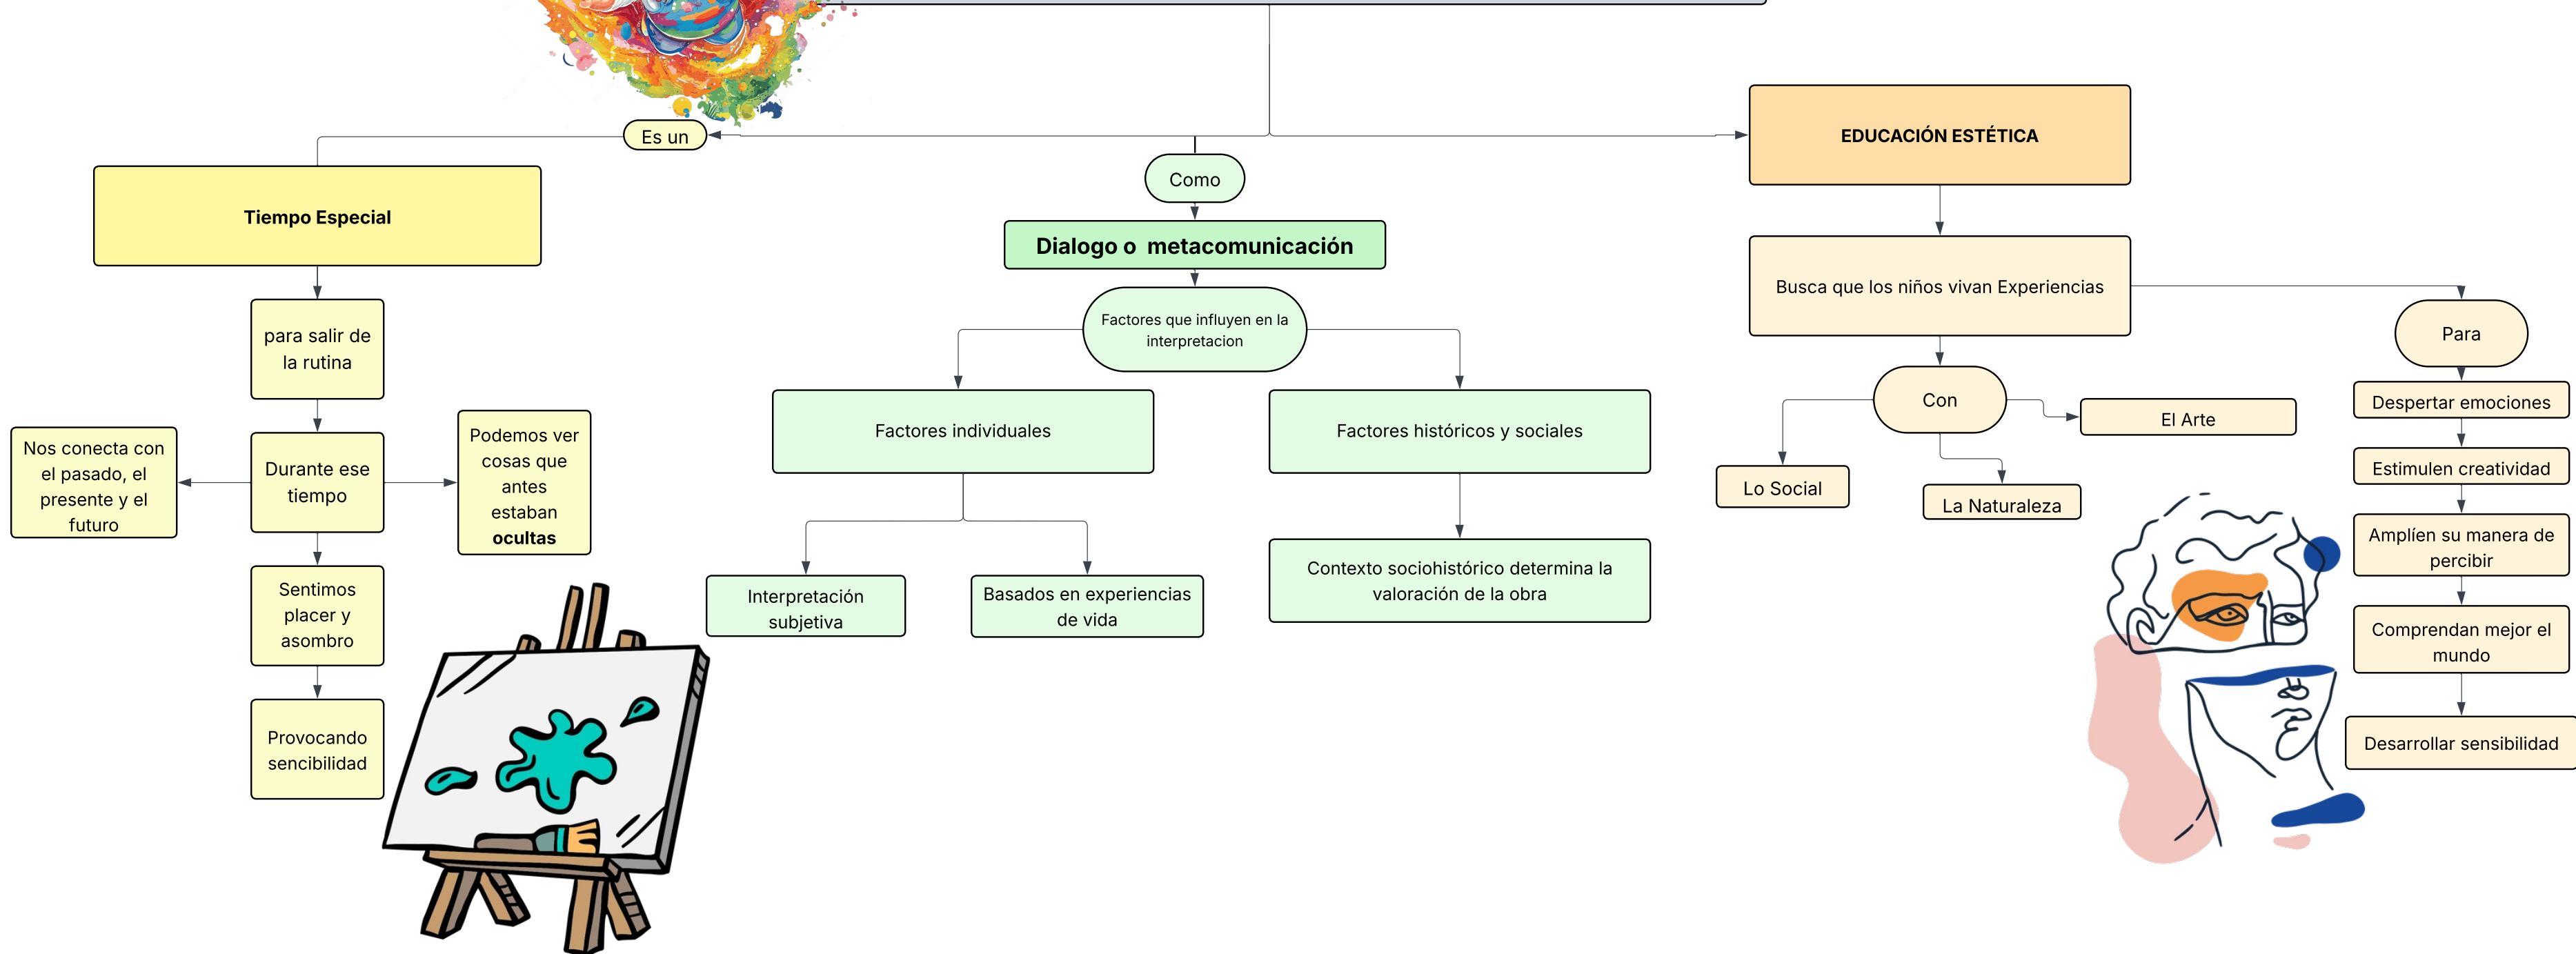 Es un
Tiempo Especial
para salir de
la rutina
Durante ese
tiempo
Nos conecta con
el pasado, el
presente y el
futuro
Podemos ver
cosas que
antes
estaban
ocultas
Sentimos
placer y
asombro
Provocando
sencibilidad
Como
Dialogo o  metacomunicación
Factores que influyen en la
interpretacion
Factores individuales
Interpretación
subjetiva
Basados en experiencias
de vida
Factores históricos y sociales
Contexto sociohistórico determina la
valoración de la obra
EDUCACIÓN ESTÉTICA
Busca que los niños vivan Experiencias
Con
Lo Social
La Naturaleza
El Arte
Para
Despertar emociones
Estimulen creatividad
Amplíen su manera de
percibir
Comprendan mejor el
mundo
Desarrollar sensibilidad